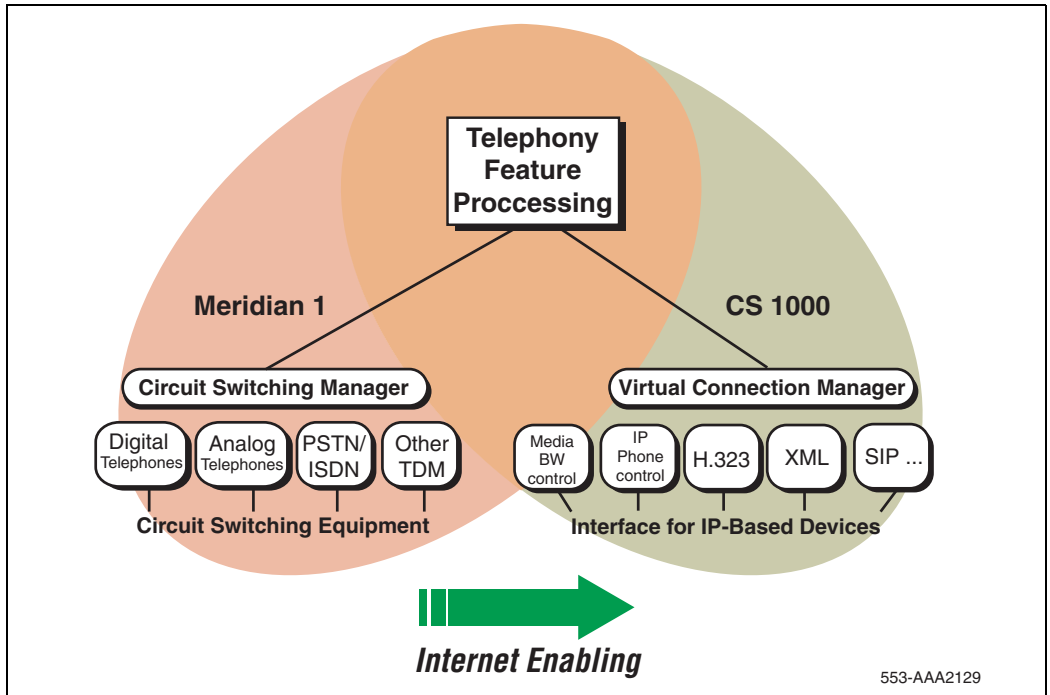 Telephony
Feature
Proccessing
Meridian 1
CS 1000
Circuit Switching Manager
Virtual Connection Manager
Digital
Telephones
Analog
Telephones
PSTN/
ISDN
Other
TDM
Media
BW
control
IP
Phone
control
H.323
XML
SIP ...
Circuit Switching Equipment
Interface for IP-Based Devices
Internet Enabling
553-AAA2129